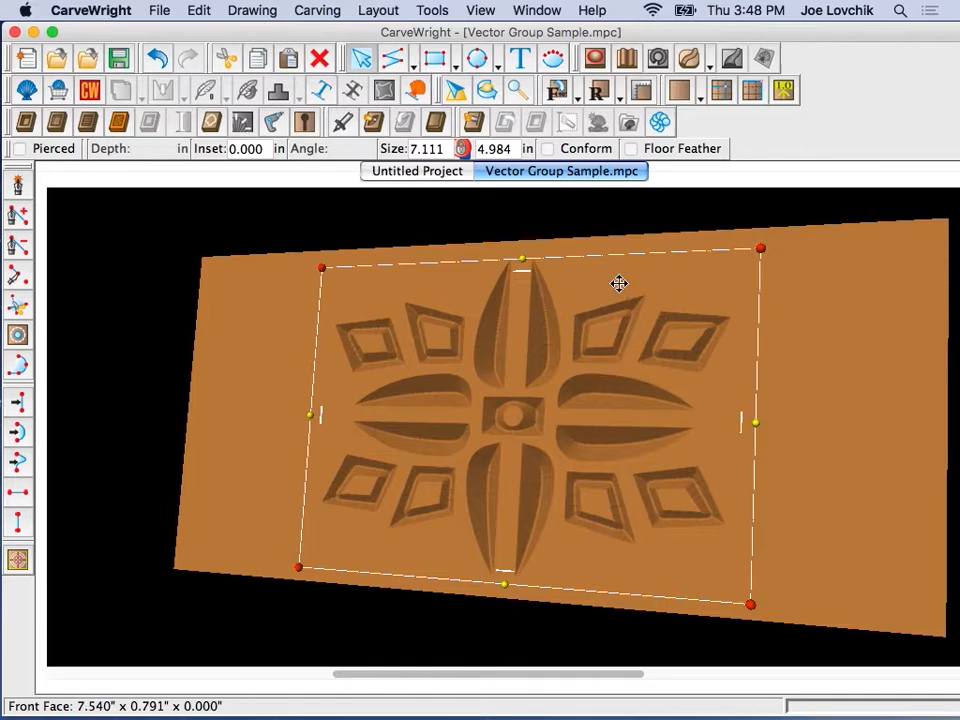 CarveWright File Edit Drawing Carving Layout Tools View Window Help Thu 3:48 PM Joe Lovchik
CarveWright - [Vector Group Sample.mpc]
T
CW F R
Pierced Depth: in Inset: 0.000 in Angle: Size: 7.111 4.984 in Conform Floor Feather
Untitled Project Vector Group Sample.mpc
Front Face: 7.540" x 0.791" x 0.000"